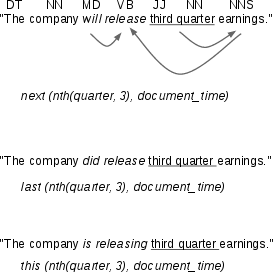 DT NN MD VB JJ NN NNS
"The company will release third quarter earnings."
next (nth(quarter, 3), document_time)
"The company did release third quarter earnings."
last (nth(quarter, 3), document_time)
"The company is releasing third quarter earnings."
this (nth(quarter, 3), document_time)